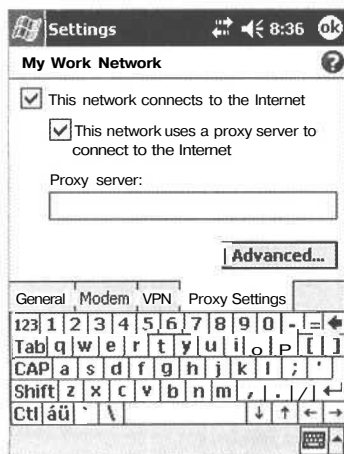 Settings 8:36 ok
My Work Network ?
This network connects to the Internet
This network uses a proxy server to
connect to the Internet
Proxy server:
Advanced...
General Modem VPN Proxy Settings
123 1 2 3 4 5 6 7 8 9 0 - = ←
Tab q w e r t y u i o p [ ]
CAP a s d f g h j k l ; '
Shift z x c v b n m , . / ↵
Ctl áü ` \ ↓ ↑ ← →